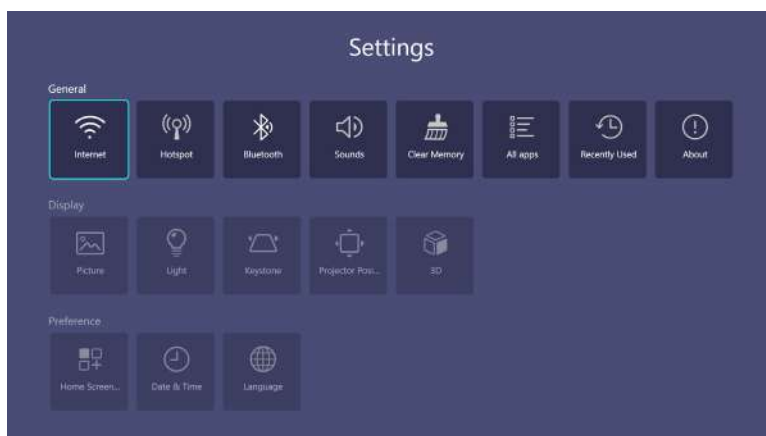 Settings
General
Internet Hotspot Bluetooth Sounds Clear Memory All apps Recently Used About
Display
Picture Light Keystone Projector Posi... 3D
Preference
Home Screen... Date & Time Language